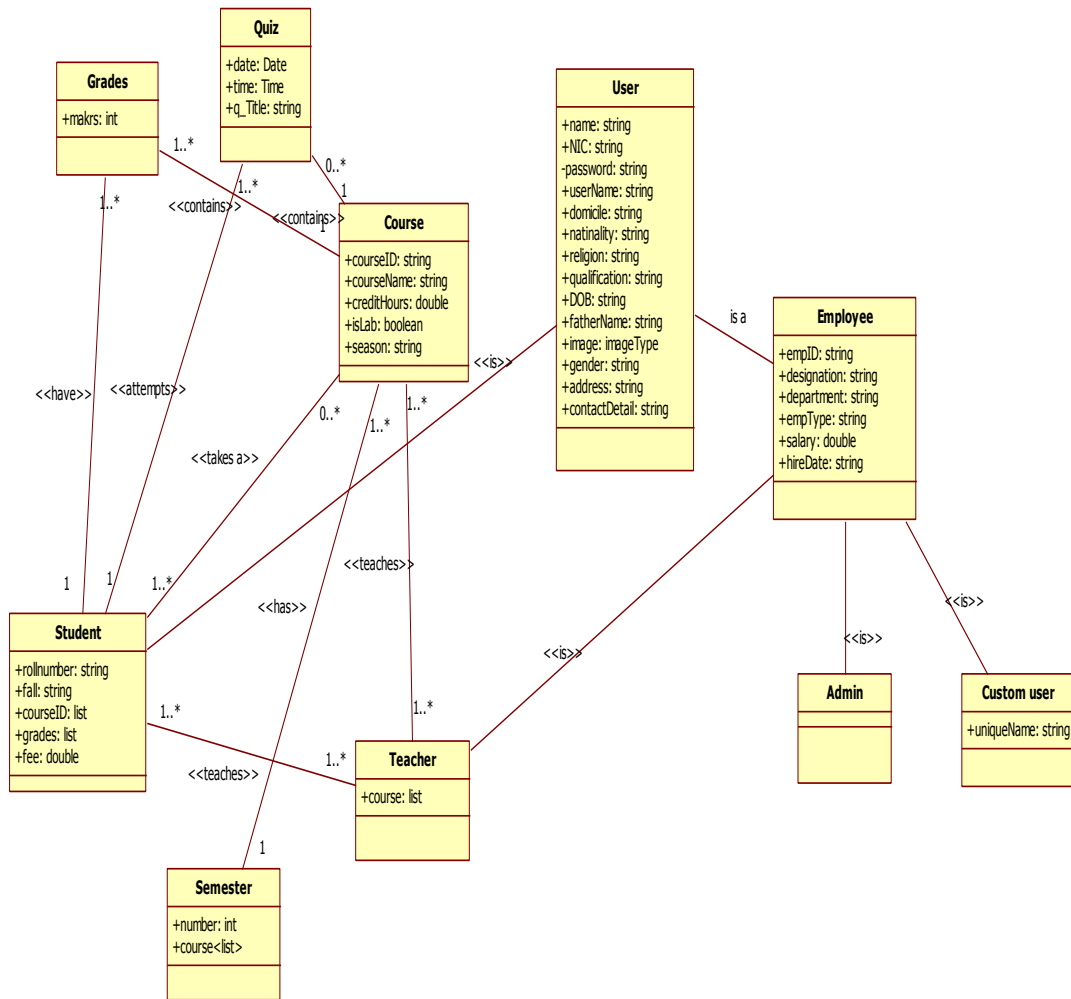 Quiz
+date: Date
+time: Time
+q_Title: string
Grades
+makrs: int
User
+name: string
+NIC: string
-password: string
+userName: string
+domicile: string
+natinality: string
+religion: string
+qualification: string
+DOB: string
+fatherName: string
+image: imageType
+gender: string
+address: string
+contactDetail: string
1..*
0..*
1..*
1
1..*
<<contains>>
<<contains>>
1
Course
+courseID: string
+courseName: string
+creditHours: double
+isLab: boolean
+season: string
is a
Employee
+empID: string
+designation: string
+department: string
+empType: string
+salary: double
+hireDate: string
<<is>>
<<have>>
<<attempts>>
0..*
1..*
1..*
<<takes a>>
<<teaches>>
1
1
1..*
<<has>>
<<is>>
Student
+rollnumber: string
+fall: string
+courseID: list
+grades: list
+fee: double
<<is>>
<<is>>
Admin
Custom user
+uniqueName: string
1..*
1..*
1..*
<<teaches>>
Teacher
+course: list
1
Semester
+number: int
+course<list>